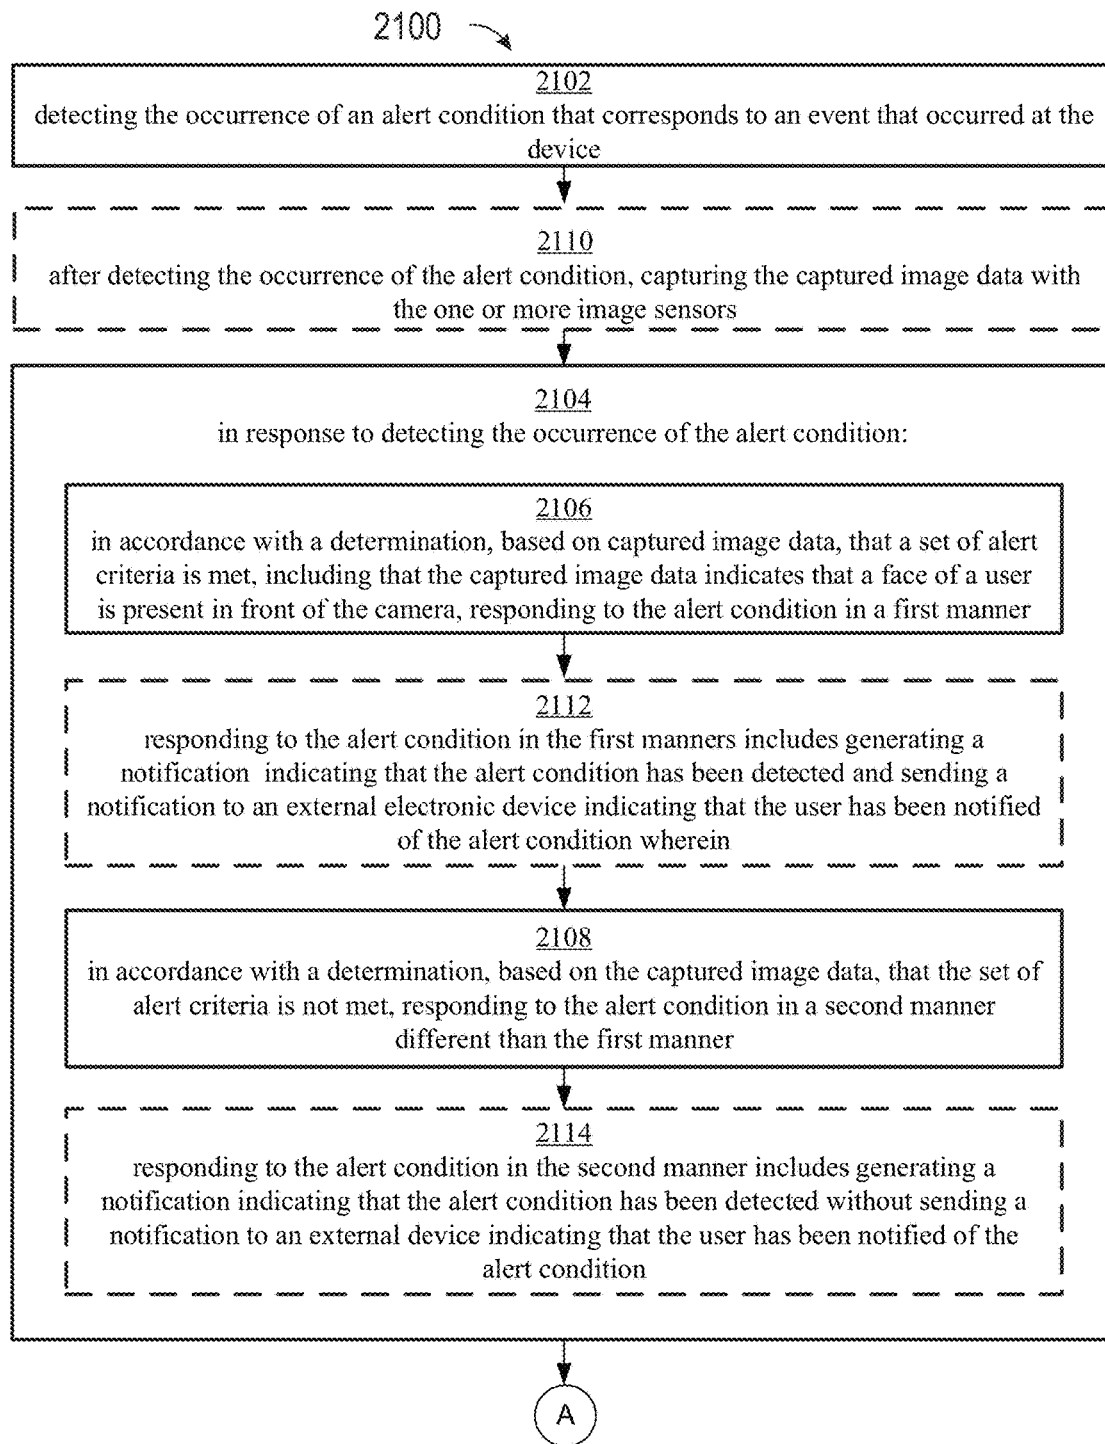 2100
2102
detecting the occurrence of an alert condition that corresponds to an event that occurred at the
device
2110
after detecting the occurrence of the alert condition, capturing the captured image data with
the one or more image sensors
2104
in response to detecting the occurrence of the alert condition:
2106
in accordance with a determination, based on captured image data, that a set of alert
criteria is met, including that the captured image data indicates that a face of a user
is present in front of the camera, responding to the alert condition in a first manner
2112
responding to the alert condition in the first manners includes generating a
notification indicating that the alert condition has been detected and sending a
notification to an external electronic device indicating that the user has been notified
of the alert condition wherein
2108
in accordance with a determination, based on the captured image data, that the set of
alert criteria is not met, responding to the alert condition in a second manner
different than the first manner
2114
responding to the alert condition in the second manner includes generating a
notification indicating that the alert condition has been detected without sending a
notification to an external device indicating that the user has been notified of the
alert condition
A